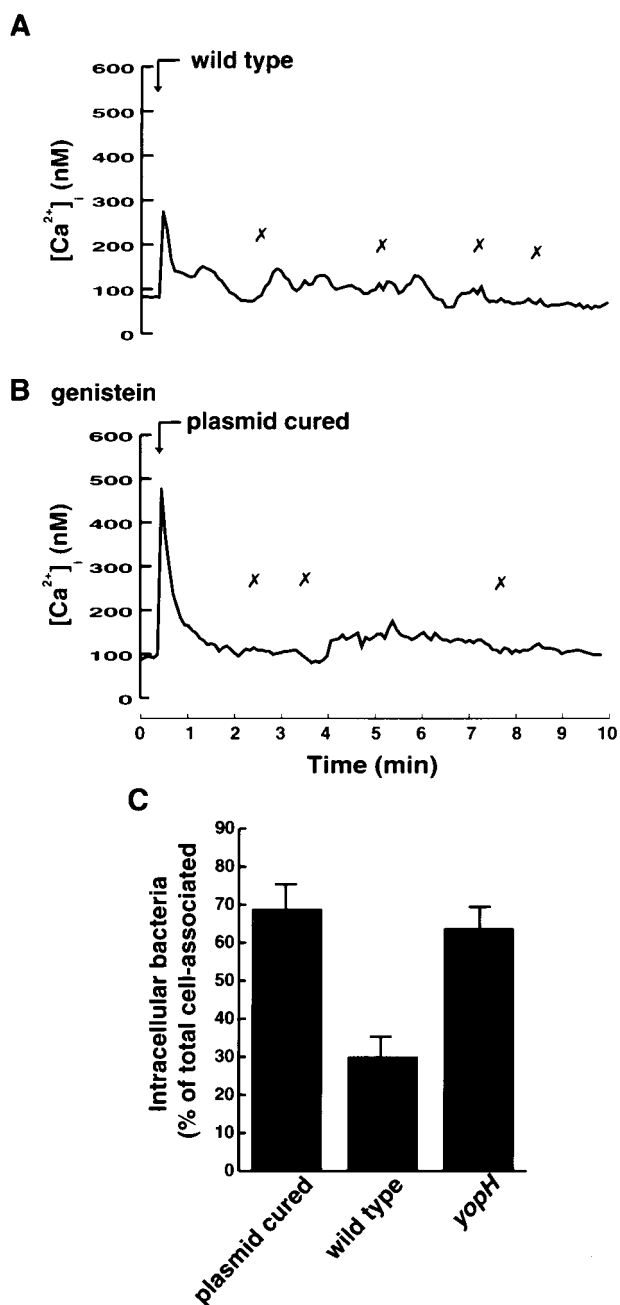 A
wild type
600
500
400
300
200
100
0
[Ca2+]i (nM)
✗ ✗ ✗ ✗
B genistein
plasmid cured
600
500
400
300
200
100
0
[Ca2+]i (nM)
✗ ✗ ✗
0 1 2 3 4 5 6 7 8 9 10
Time (min)
C
90
80
70
60
50
40
30
20
10
0
Intracellular bacteria
(% of total cell-associated
plasmid cured
wild type
yopH